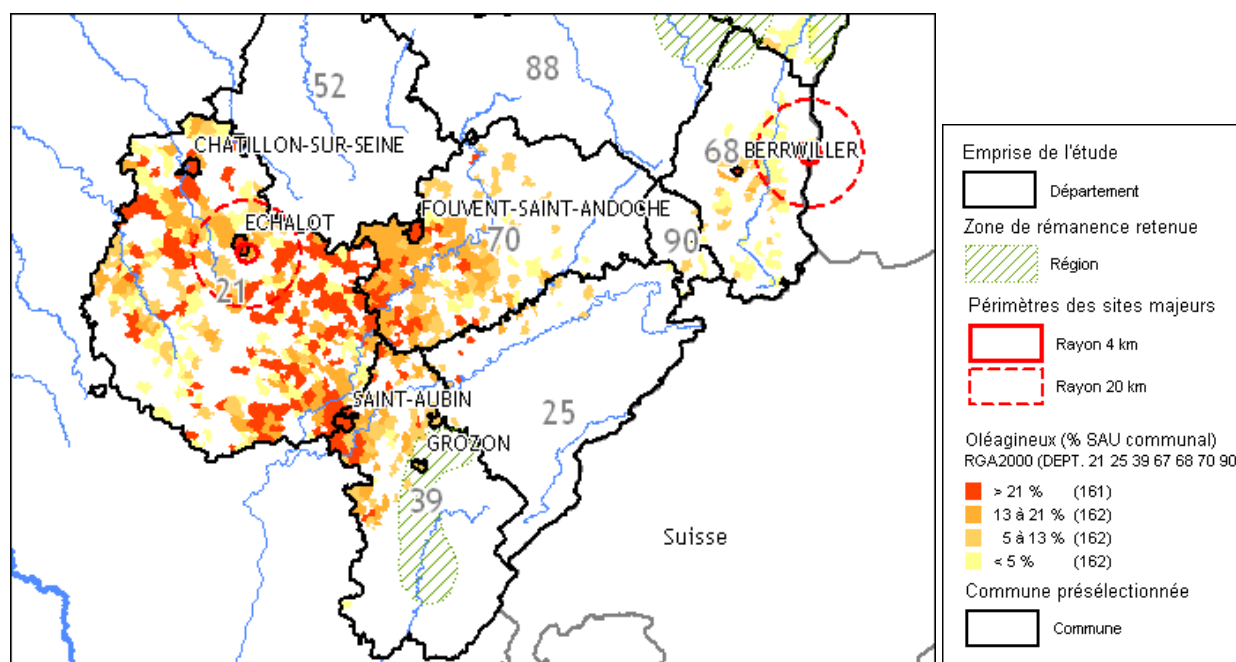 52
88
CHATILLON-SUR-SEINE
68
BERRWILLER
ECHALOT
FOUVENT-SAINT-ANDOCHE
70
90
21
SAINT-AUBIN
25
GROZON
39
Suisse
Emprise de l'étude
Département
Zone de rémanence retenue
Région
Périmètres des sites majeurs
Rayon 4 km
Rayon 20 km
Oléagineux (% SAU communal)
RGA2000 (DEPT. 21 25 39 67 68 70 90
> 21 % (161)
13 à 21 % (162)
5 à 13 % (162)
< 5 % (162)
Commune présélectionnée
Commune